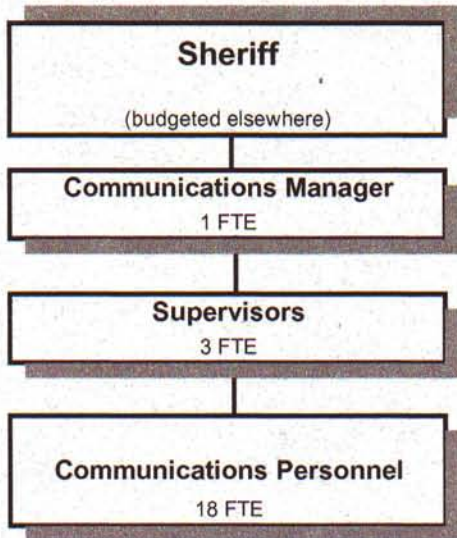 Sheriff
(budgeted elsewhere)
Communications Manager
1 FTE
Supervisors
3 FTE
Communications Personnel
18 FTE